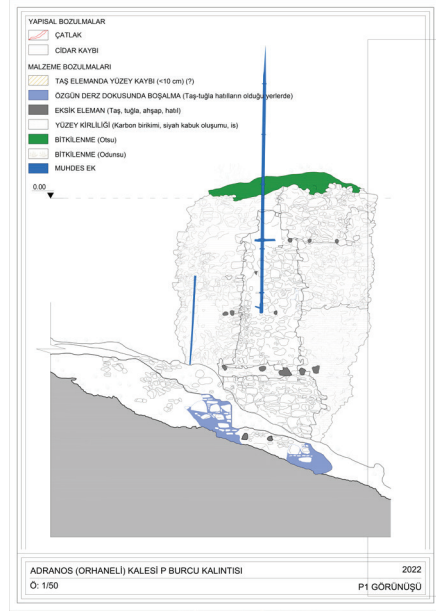 YAPISAL BOZULMALAR
ÇATLAK
CİDAR KAYBI
MALZEME BOZULMALARI
TAŞ ELEMANDA YÜZEY KAYBI (<10 cm) (?)
ÖZGÜN DERZ DOKUSUNDA BOŞALMA (Taş-tuğla hatılların olduğu yerlerde)
EKSİK ELEMAN (Taş, tuğla, ahşap, hatıl)
YÜZEY KİRLİLİĞİ (Karbon birikimi, siyah kabuk oluşumu, is)
BİTKİLENME (Otsu)
BİTKİLENME (Odunsu)
MUHDES EK
0.00
ADRANOS (ORHANELİ) KALESİ P BURCU KALINTISI 2022
Ö: 1/50 P1 GÖRÜNÜŞÜ